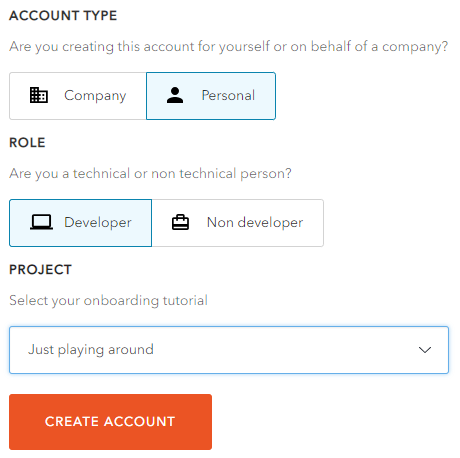 ACCOUNT TYPE
Are you creating this account for yourself or on behalf of a company?
Company Personal
ROLE
Are you a technical or non technical person?
Developer Non developer
PROJECT
Select your onboarding tutorial
Just playing around
CREATE ACCOUNT